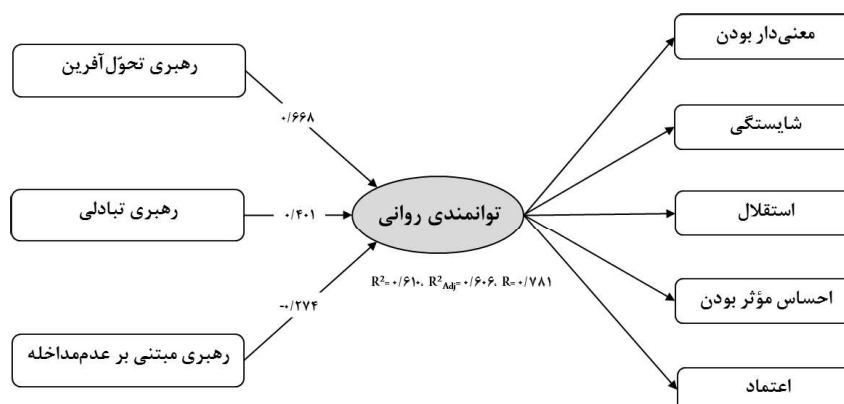 رهبری تحوّل‌آفرین
رهبری تبادلی
رهبری مبتنی بر عدم‌مداخله
۰/۶۶۸
۰/۴۰۱
-۰/۲۷۴
توانمندی روانی
R²=۰/۶۱۰، R²Adj=۰/۶۰۶، R=۰/۷۸۱
معنی‌دار بودن
شایستگی
استقلال
احساس مؤثر بودن
اعتماد